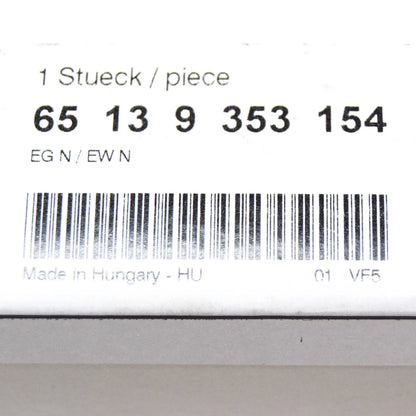 1 Stueck / piece
65 13 9 353 154
EG N / EW N
Made in Hungary - HU 01 VF5